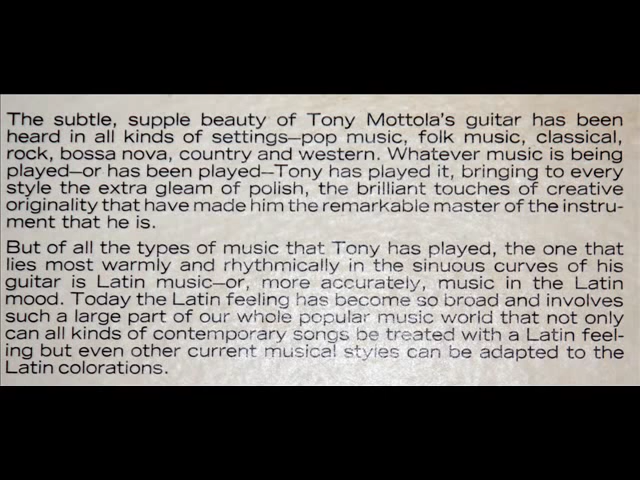 The subtle, supple beauty of Tony Mottola's guitar has been
heard in all kinds of settings—pop music, folk music, classical,
rock, bossa nova, country and western. Whatever music is being
played—or has been played--Tony has played it, bringing to every
style the extra gleam of polish, the brilliant touches of creative
originality that have made him the remarkable master of the instru-
ment that he is.
But of all the types of music that Tony has played, the one that
lies most warmly and rhythmically in the sinuous curves of his
guitar is Latin music—or, more accurately, music in the Latin
mood. Today the Latin feeling has become so broad and involves
such a large part of our whole popular music world that not only
can all kinds of contemporary songs be treated with a Latin feel-
ing but even other current musical styles can be adapted to the
Latin colorations.